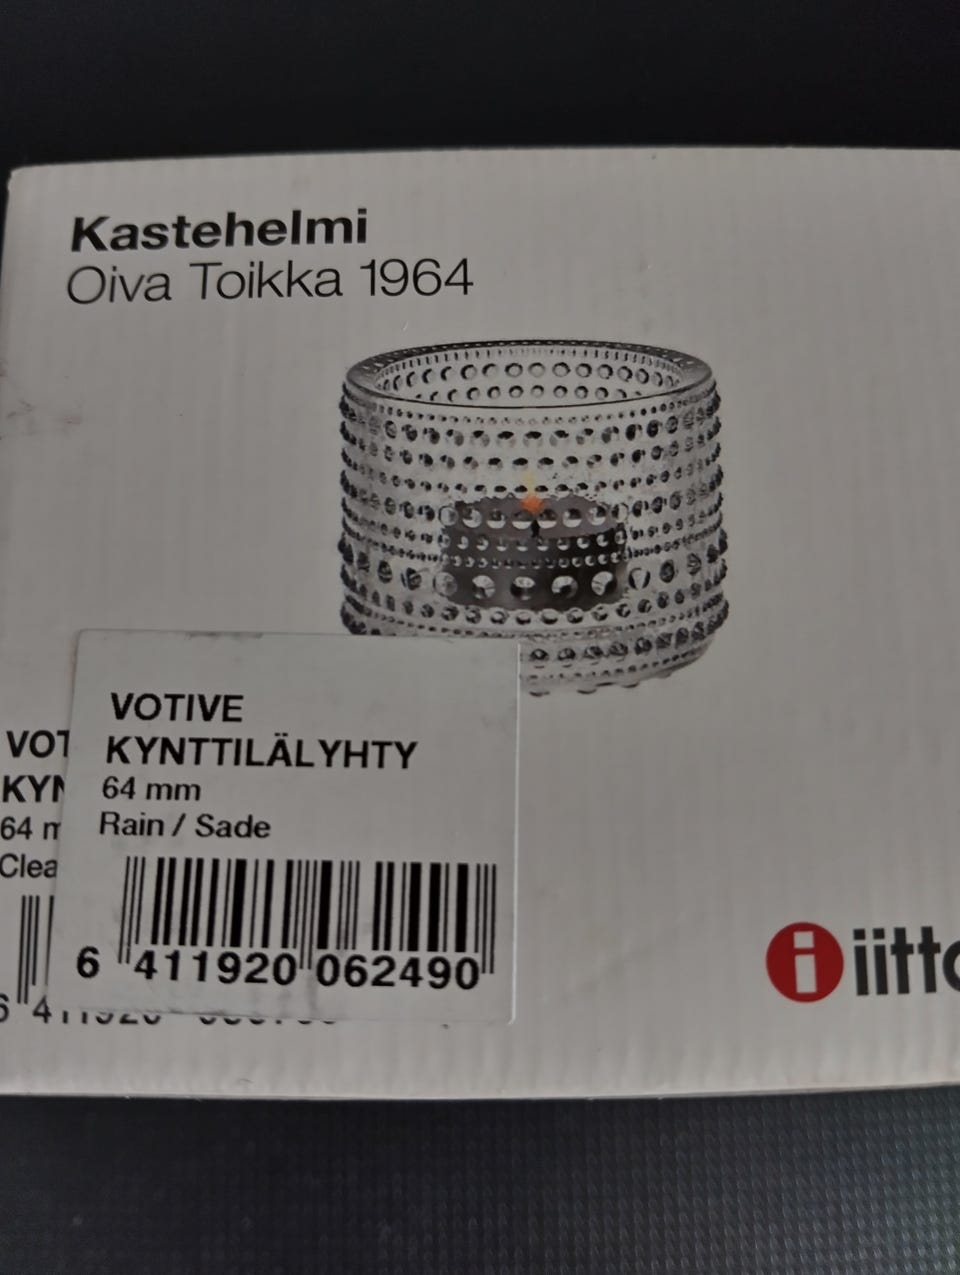 Kastehelmi
Oiva Toikka 1964
VOTIVE
KYNTTILÄLYHTY
64 mm
Rain / Sade
6 411920 062490
VOT
KYN
64 m
Clea
iitt